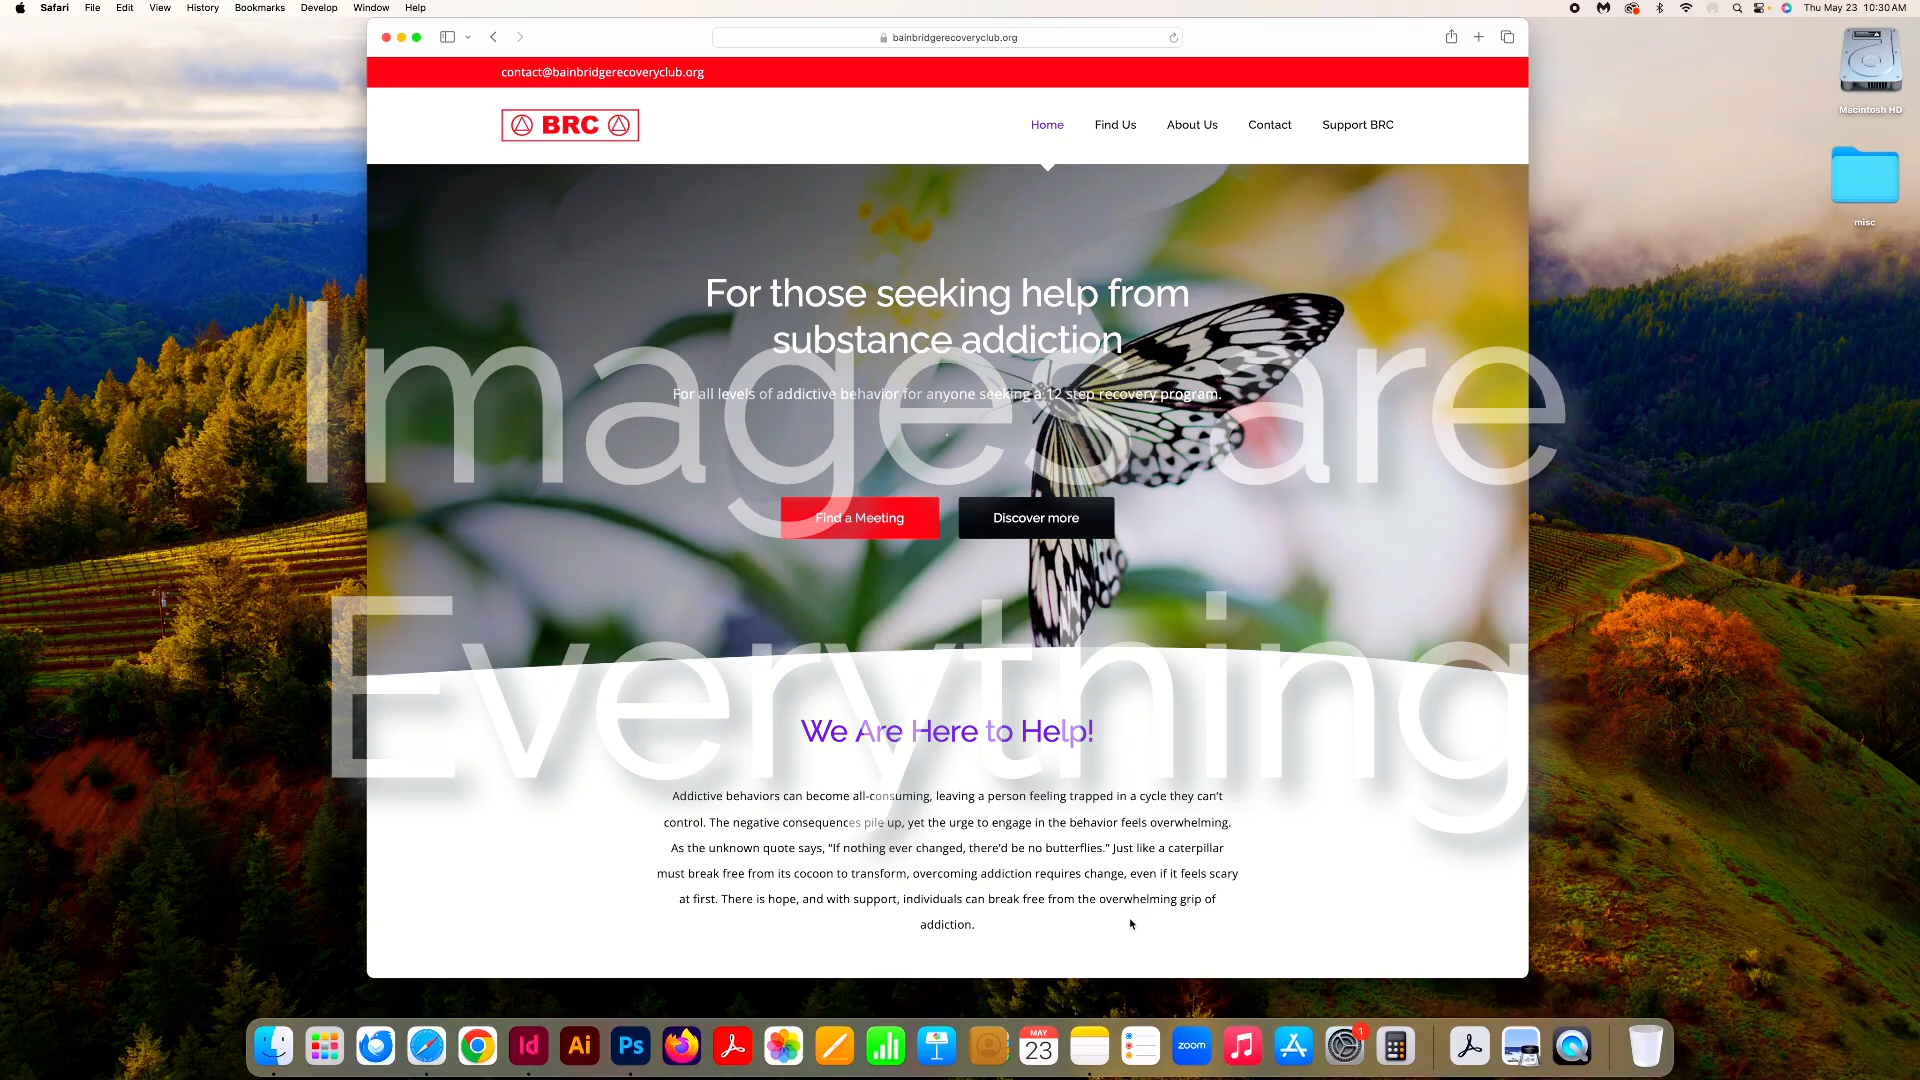 Safari File Edit View History Bookmarks Develop Window Help
Thu May 23 10:30 AM
bainbridgerecoveryclub.org
contact@bainbridgerecoveryclub.org
BRC
Home Find Us About Us Contact Support BRC
Macintosh HD
misc
For those seeking help from
substance addiction
Images are
For all levels of addictive behavior for anyone seeking a 12 step recovery program.
Find a Meeting Discover more
Everything
We Are Here to Help!
Addictive behaviors can become all-consuming, leaving a person feeling trapped in a cycle they can't
control. The negative consequences pile up, yet the urge to engage in the behavior feels overwhelming.
As the unknown quote says, "If nothing ever changed, there'd be no butterflies." Just like a caterpillar
must break free from its cocoon to transform, overcoming addiction requires change, even if it feels scary
at first. There is hope, and with support, individuals can break free from the overwhelming grip of
addiction.
Id Ai Ps MAY 23 zoom 1